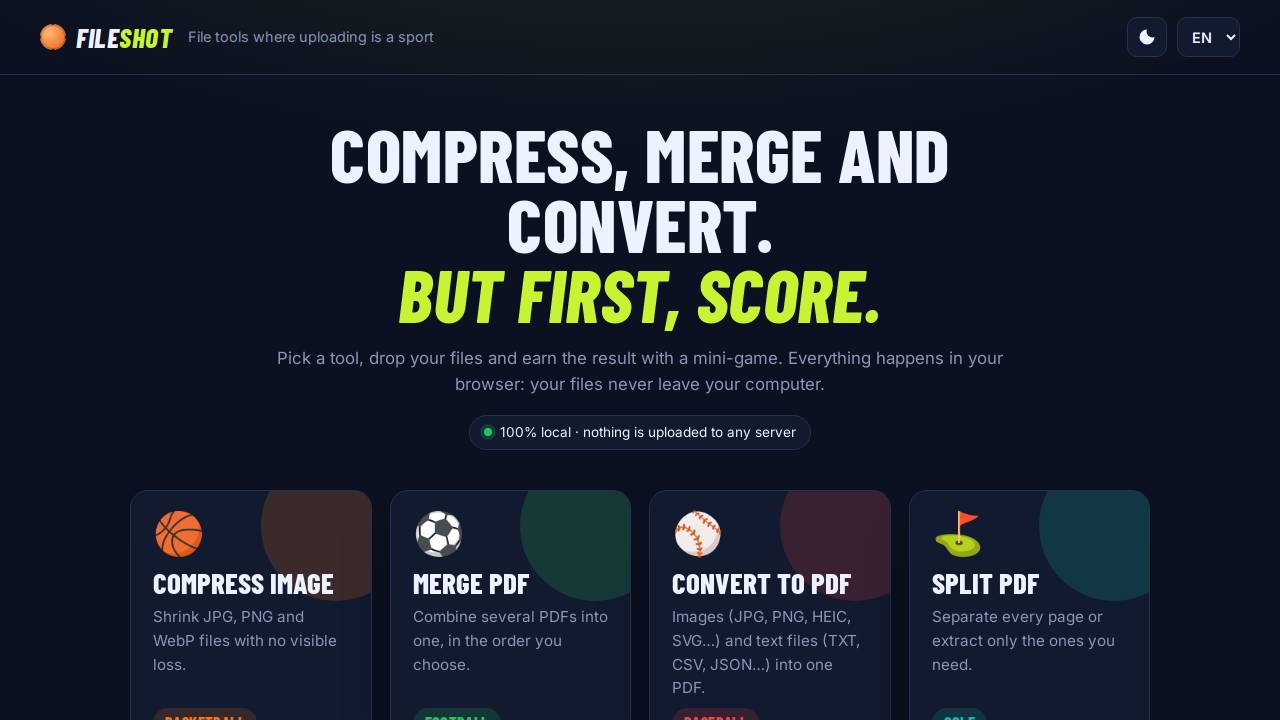 FILESHOT File tools where uploading is a sport EN
COMPRESS, MERGE AND
CONVERT.
BUT FIRST, SCORE.
Pick a tool, drop your files and earn the result with a mini-game. Everything happens in your
browser: your files never leave your computer.
100% local · nothing is uploaded to any server
COMPRESS IMAGE
Shrink JPG, PNG and
WebP files with no visible
loss.
BASKETBALL
MERGE PDF
Combine several PDFs into
one, in the order you
choose.
FOOTBALL
CONVERT TO PDF
Images (JPG, PNG, HEIC,
SVG...) and text files (TXT,
CSV, JSON...) into one
PDF.
BASEBALL
SPLIT PDF
Separate every page or
extract only the ones you
need.
GOLF